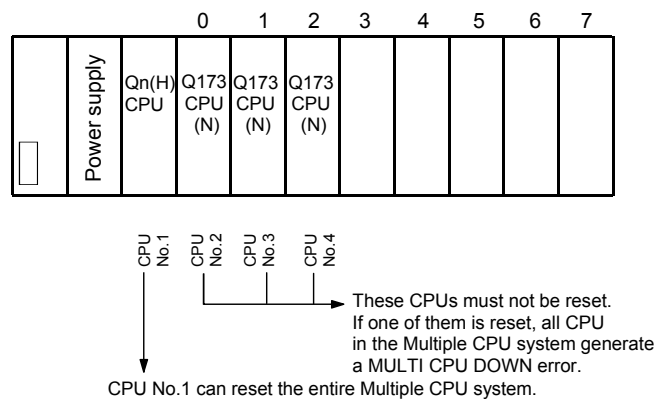 0 1 2 3 4 5 6 7
Power supply
Qn(H)
CPU
Q173
CPU
(N)
Q173
CPU
(N)
Q173
CPU
(N)
CPU
No.1
CPU
No.2
CPU
No.3
CPU
No.4
These CPUs must not be reset.
If one of them is reset, all CPU
in the Multiple CPU system generate
a MULTI CPU DOWN error.
CPU No.1 can reset the entire Multiple CPU system.